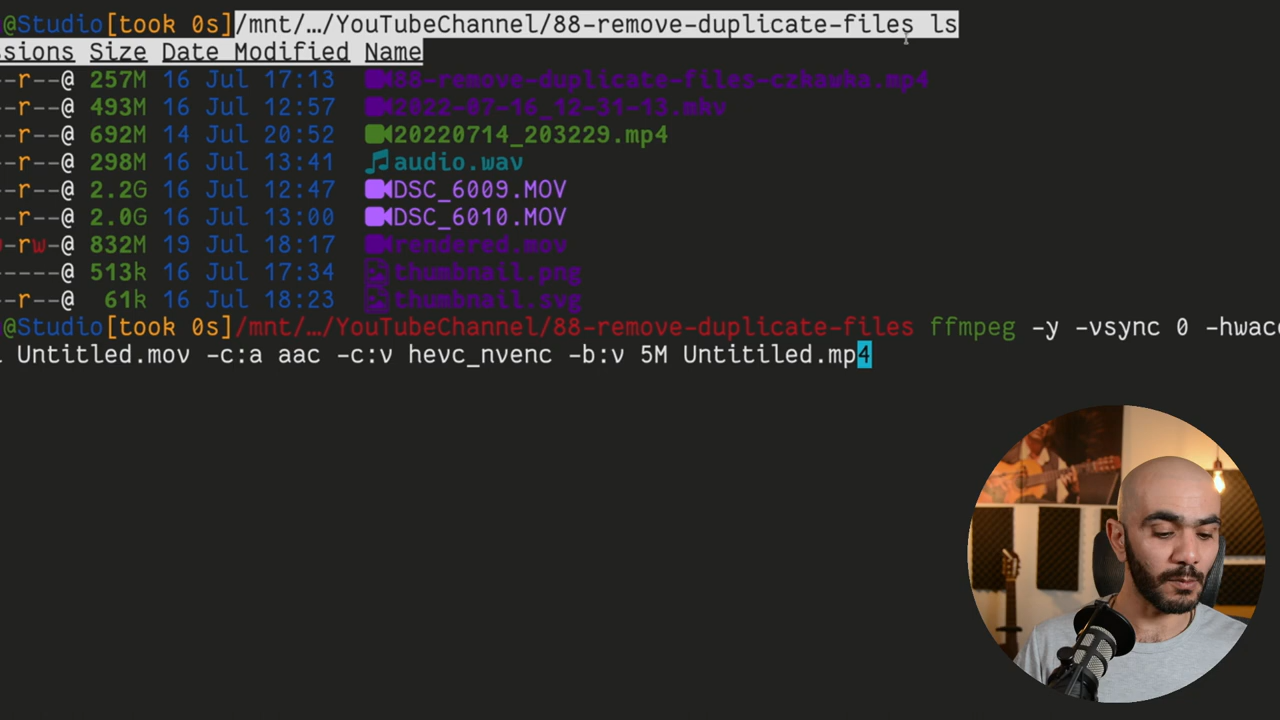 @Studio[took 0s]/mnt/…/YouTubeChannel/88-remove-duplicate-files ls
ssions Size Date Modified Name
--r--@ 257M 16 Jul 17:13 88-remove-duplicate-files-czkawka.mp4
--r--@ 493M 16 Jul 12:57 2022-07-16_12-31-13.mkv
--r--@ 692M 14 Jul 20:52 20220714_203229.mp4
--r--@ 298M 16 Jul 13:41 audio.wav
--r--@ 2.2G 16 Jul 12:47 DSC_6009.MOV
--r--@ 2.0G 16 Jul 13:00 DSC_6010.MOV
-rw-@ 832M 19 Jul 18:17 rendered.mov
-----@ 513k 16 Jul 17:34 thumbnail.png
--r--@ 61k 16 Jul 18:23 thumbnail.svg
@Studio[took 0s]/mnt/…/YouTubeChannel/88-remove-duplicate-files ffmpeg -y -vsync 0 -hwacc
Untitled.mov -c:a aac -c:v hevc_nvenc -b:v 5M Untitiled.mp4